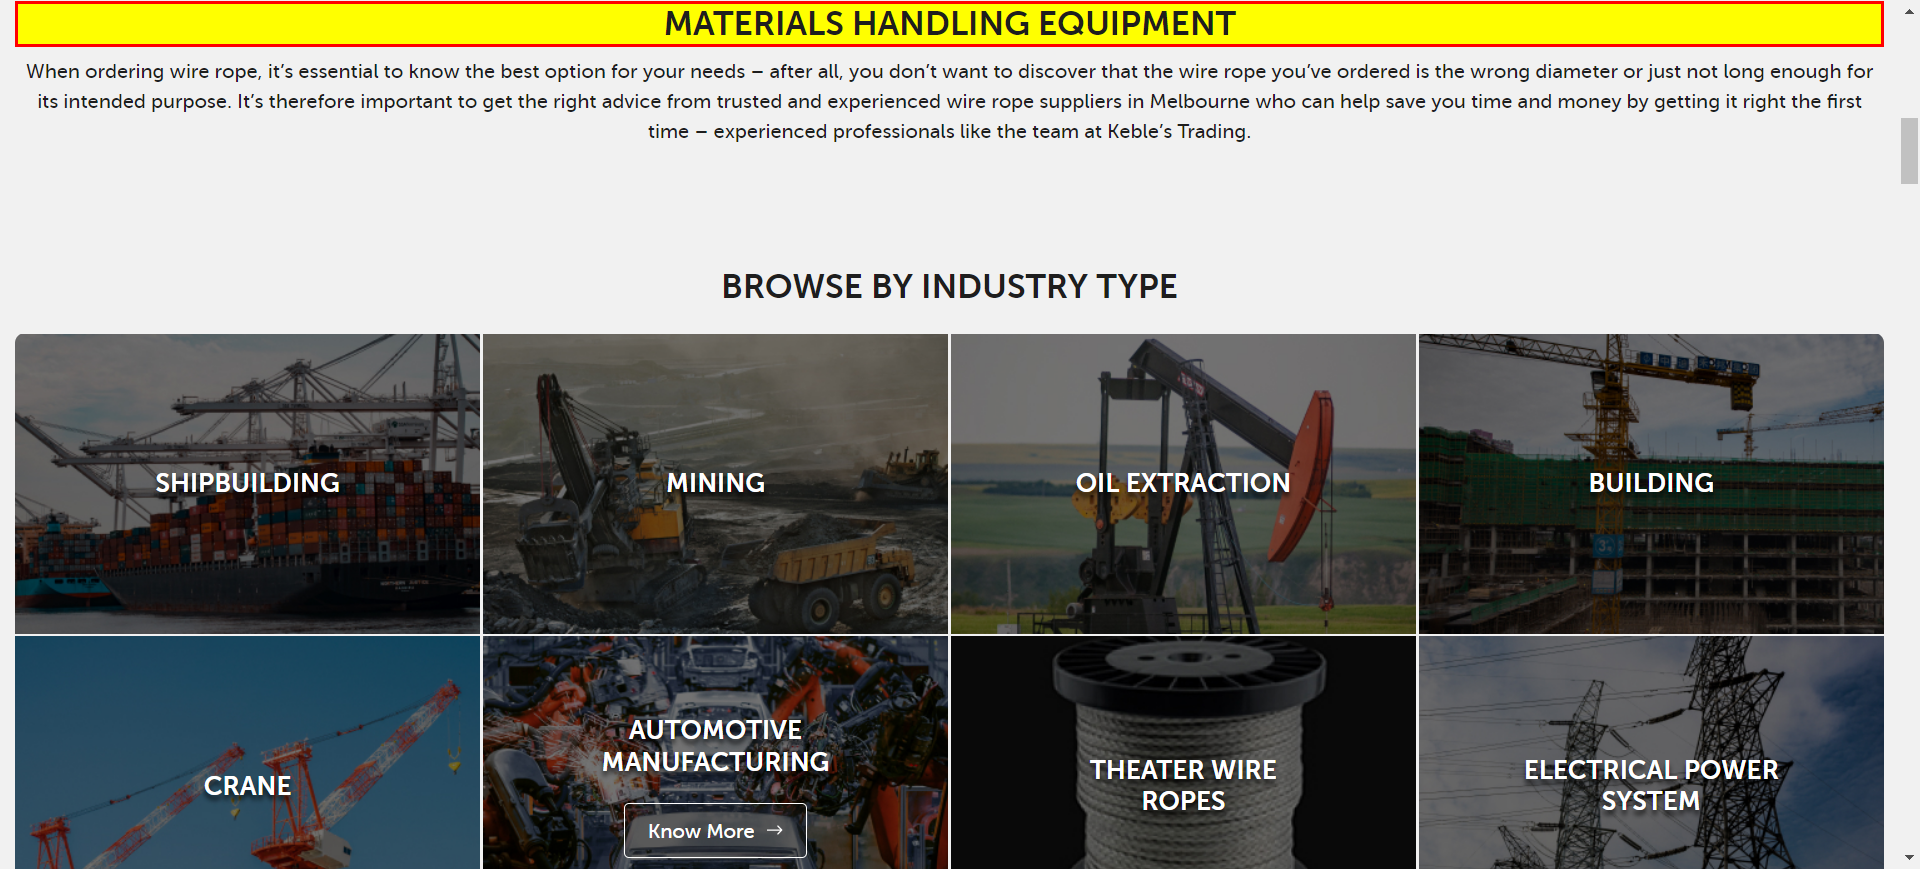 MATERIALS HANDLING EQUIPMENT
When ordering wire rope, it’s essential to know the best option for your needs – after all, you don’t want to discover that the wire rope you’ve ordered is the wrong diameter or just not long enough for
its intended purpose. It’s therefore important to get the right advice from trusted and experienced wire rope suppliers in Melbourne who can help save you time and money by getting it right the first
time – experienced professionals like the team at Keble’s Trading.
BROWSE BY INDUSTRY TYPE
SHIPBUILDING
MINING
OIL EXTRACTION
BUILDING
CRANE
AUTOMOTIVE
MANUFACTURING
Know More →
THEATER WIRE
ROPES
ELECTRICAL POWER
SYSTEM